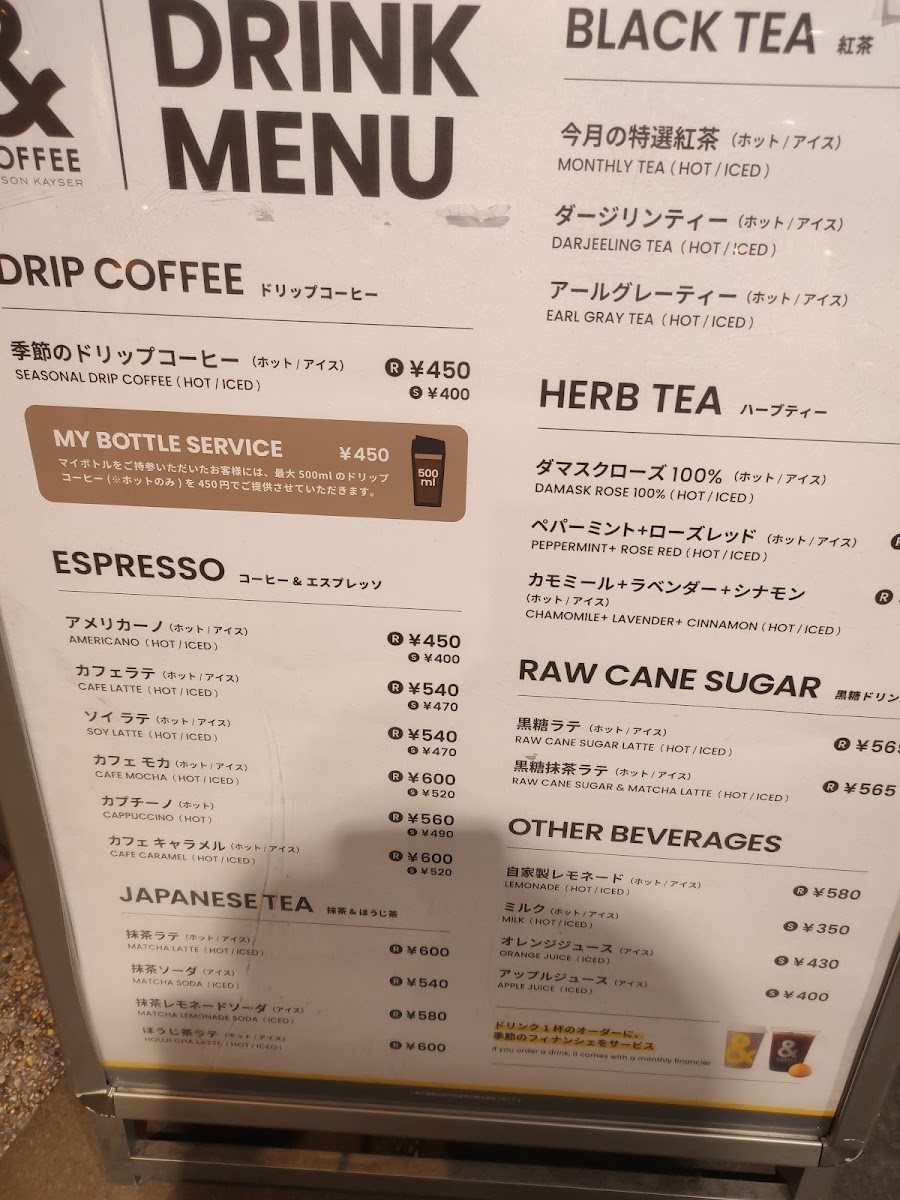 &
OFFEE
SON KAYSER
DRINK
MENU
DRIP COFFEE ドリップコーヒー
季節のドリップコーヒー（ホット / アイス） R ¥450
SEASONAL DRIP COFFEE ( HOT / ICED ) S ¥400
MY BOTTLE SERVICE ¥450
マイボトルをご持参いただいたお客様には、最大 500ml のドリップ
コーヒー (※ホットのみ ) を 450 円でご提供させていただきます。
500
ml
ESPRESSO コーヒー & エスプレッソ
アメリカーノ（ホット / アイス） R ¥450
AMERICANO ( HOT / ICED ) S ¥400
カフェラテ（ホット / アイス） R ¥540
CAFE LATTE ( HOT / ICED ) S ¥470
ソイ ラテ（ホット / アイス） R ¥540
SOY LATTE ( HOT / ICED ) S ¥470
カフェ モカ（ホット / アイス） R ¥600
CAFE MOCHA ( HOT / ICED ) S ¥520
カプチーノ（ホット） R ¥560
CAPPUCCINO ( HOT ) S ¥490
カフェ キャラメル（ホット / アイス） R ¥600
CAFE CARAMEL ( HOT / ICED ) S ¥520
JAPANESE TEA 抹茶 & ほうじ茶
抹茶ラテ（ホット / アイス） R ¥600
MATCHA LATTE ( HOT / ICED )
抹茶ソーダ（アイス） R ¥540
MATCHA SODA ( ICED )
抹茶レモネードソーダ（アイス） R ¥580
MATCHA LEMONADE SODA ( ICED )
ほうじ茶ラテ（ホット / アイス） R ¥600
HOUJI CHA LATTE ( HOT / ICED )
BLACK TEA 紅茶
今月の特選紅茶（ホット / アイス）
MONTHLY TEA ( HOT / ICED )
ダージリンティー（ホット / アイス）
DARJEELING TEA ( HOT / ICED )
アールグレーティー（ホット / アイス）
EARL GRAY TEA ( HOT / ICED )
HERB TEA ハーブティー
ダマスクローズ 100%（ホット / アイス）
DAMASK ROSE 100% ( HOT / ICED )
ペパーミント+ローズレッド（ホット / アイス） R
PEPPERMINT+ ROSE RED ( HOT / ICED )
カモミール＋ラベンダー＋シナモン R
（ホット / アイス）
CHAMOMILE+ LAVENDER+ CINNAMON ( HOT / ICED )
RAW CANE SUGAR 黒糖ドリン
黒糖ラテ（ホット / アイス） R ¥565
RAW CANE SUGAR LATTE ( HOT / ICED )
黒糖抹茶ラテ（ホット / アイス） R ¥565
RAW CANE SUGAR & MATCHA LATTE ( HOT / ICED )
OTHER BEVERAGES
自家製レモネード（ホット / アイス） R ¥580
LEMONADE ( HOT / ICED )
ミルク（ホット / アイス） S ¥350
MILK ( HOT / ICED )
オレンジジュース（アイス） S ¥430
ORANGE JUICE ( ICED )
アップルジュース（アイス） S ¥400
APPLE JUICE ( ICED )
ドリンク 1 杯のオーダーに、
季節のフィナンシェをサービス
If you order a drink, it comes with a monthly financier
&
&